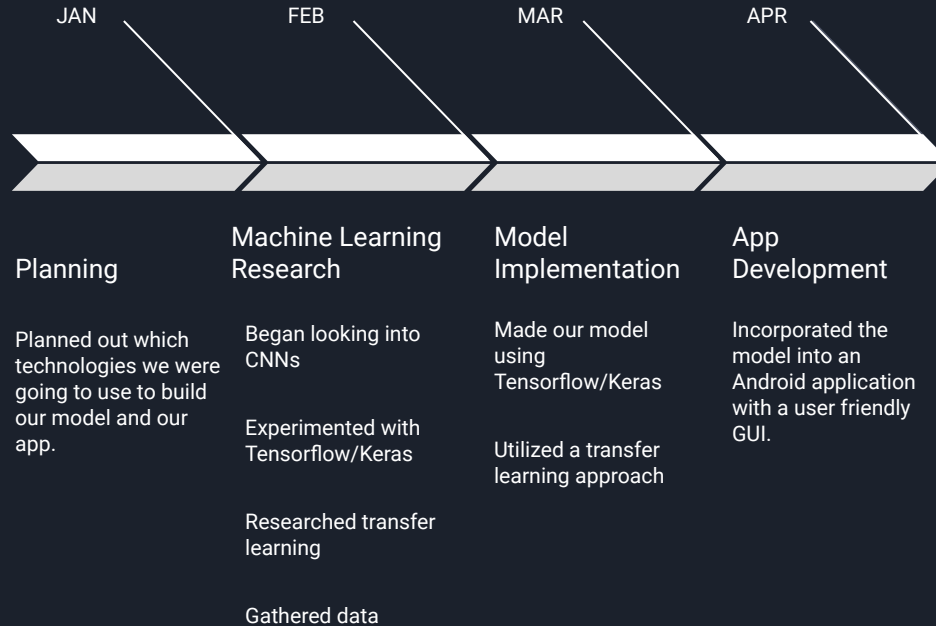 JAN
FEB
MAR
APR
Planning
Planned out which
technologies we were
going to use to build
our model and our
app.
Machine Learning
Research
Began looking into
CNNs
Experimented with
Tensorflow/Keras
Researched transfer
learning
Gathered data
Model
Implementation
Made our model
using
Tensorflow/Keras
Utilized a transfer
learning approach
App
Development
Incorporated the
model into an
Android application
with a user friendly
GUI.